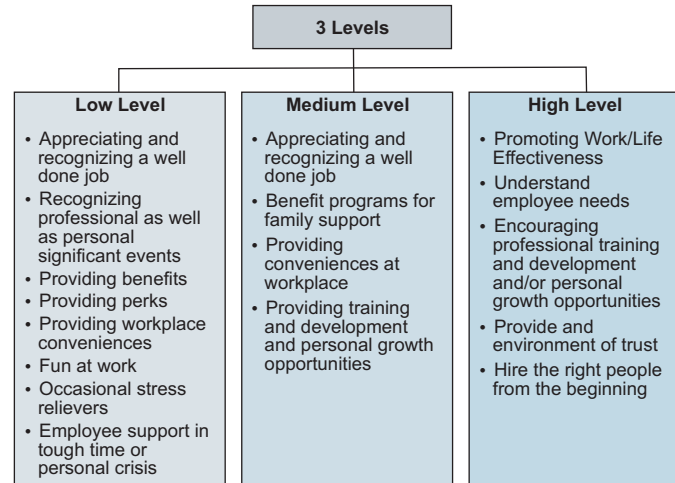 3 Levels
Low Level
• Appreciating and
recognizing a well
done job
• Recognizing
professional as well
as personal
significant events
• Providing benefits
• Providing perks
• Providing workplace
conveniences
• Fun at work
• Occasional stress
relievers
• Employee support in
tough time or
personal crisis
Medium Level
• Appreciating and
recognizing a well
done job
• Benefit programs for
family support
• Providing
conveniences at
workplace
• Providing training
and development
and personal growth
opportunities
High Level
• Promoting Work/Life
Effectiveness
• Understand
employee needs
• Encouraging
professional training
and development
and/or personal
growth opportunities
• Provide and
environment of trust
• Hire the right people
from the beginning